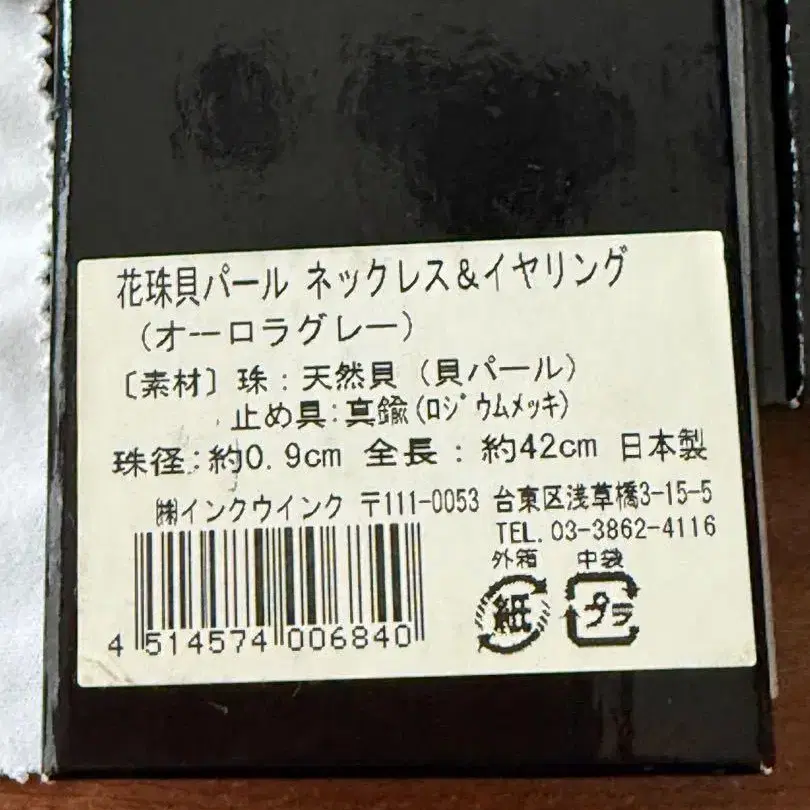 花珠貝パール ネックレス&イヤリング
(オーロラグレー)
〔素材〕珠:天然貝(貝パール)
止め具:真鍮(ロジウムメッキ)
珠径:約0.9cm 全長:約42cm 日本製
㈱インクウインク 〒111-0053 台東区浅草橋3-15-5
TEL. 03-3862-4116
外箱 中袋
紙 プラ
4 514574 006840